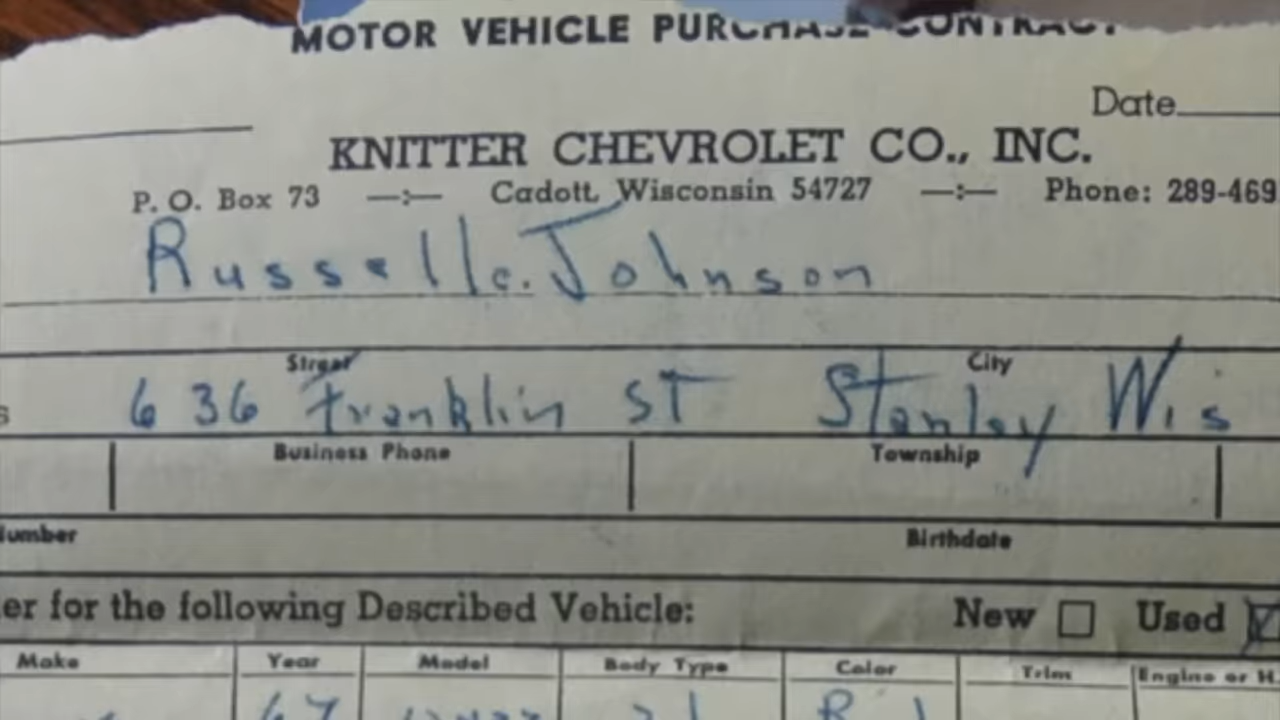 MOTOR VEHICLE PURCHASE CONTRACT
Date
KNITTER CHEVROLET CO., INC.
P. O. Box 73 —:— Cadott, Wisconsin 54727 —:— Phone: 289-469
Russell C. Johnson
Street City
636 Franklin ST Stanley Wis
Business Phone Township
Number Birthdate
er for the following Described Vehicle: New Used
Make Year Model Body Type Color Trim Engine or H.
67